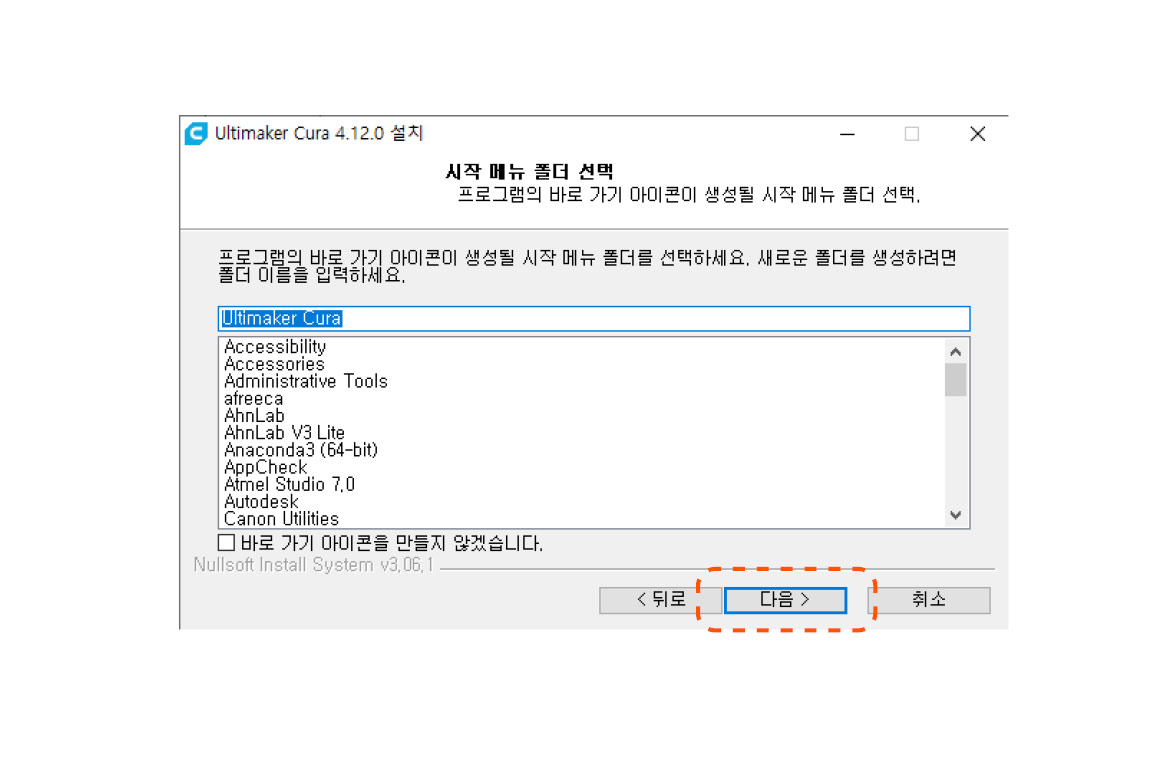 Ultimaker Cura 4.12.0 설치
시작 메뉴 폴더 선택
프로그램의 바로 가기 아이콘이 생성될 시작 메뉴 폴더 선택.
프로그램의 바로 가기 아이콘이 생성될 시작 메뉴 폴더를 선택하세요. 새로운 폴더를 생성하려면
폴더 이름을 입력하세요.
Ultimaker Cura
Accessibility
Accessories
Administrative Tools
afreeca
AhnLab
AhnLab V3 Lite
Anaconda3 (64-bit)
AppCheck
Atmel Studio 7.0
Autodesk
Canon Utilities
바로 가기 아이콘을 만들지 않겠습니다.
Nullsoft Install System v3.06.1
< 뒤로 다음 > 취소